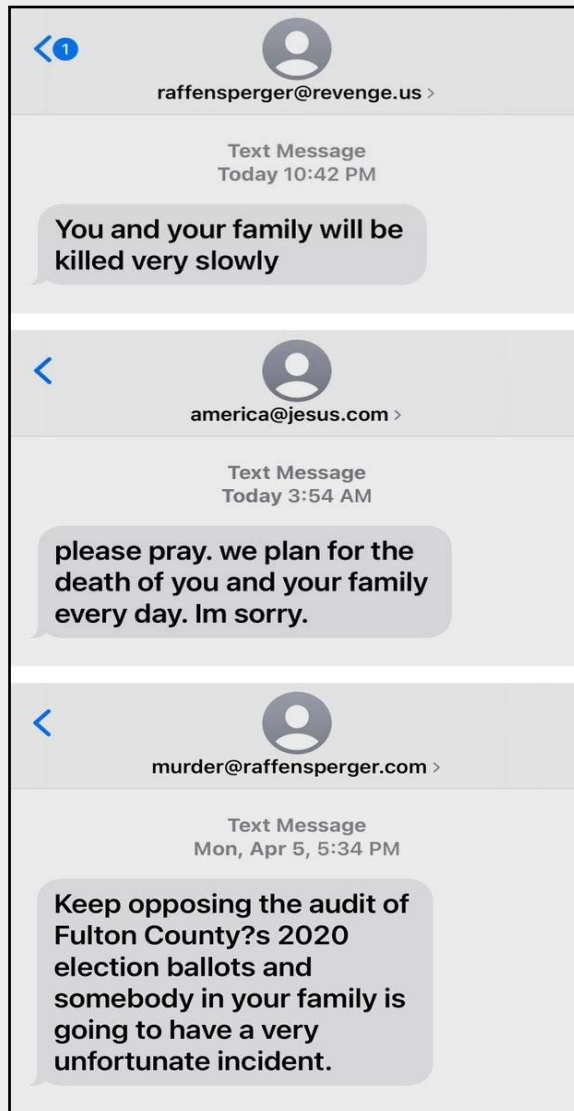 1
raffensperger@revenge.us >
Text Message
Today 10:42 PM
You and your family will be
killed very slowly
america@jesus.com >
Text Message
Today 3:54 AM
please pray. we plan for the
death of you and your family
every day. Im sorry.
murder@raffensperger.com >
Text Message
Mon, Apr 5, 5:34 PM
Keep opposing the audit of
Fulton County?s 2020
election ballots and
somebody in your family is
going to have a very
unfortunate incident.